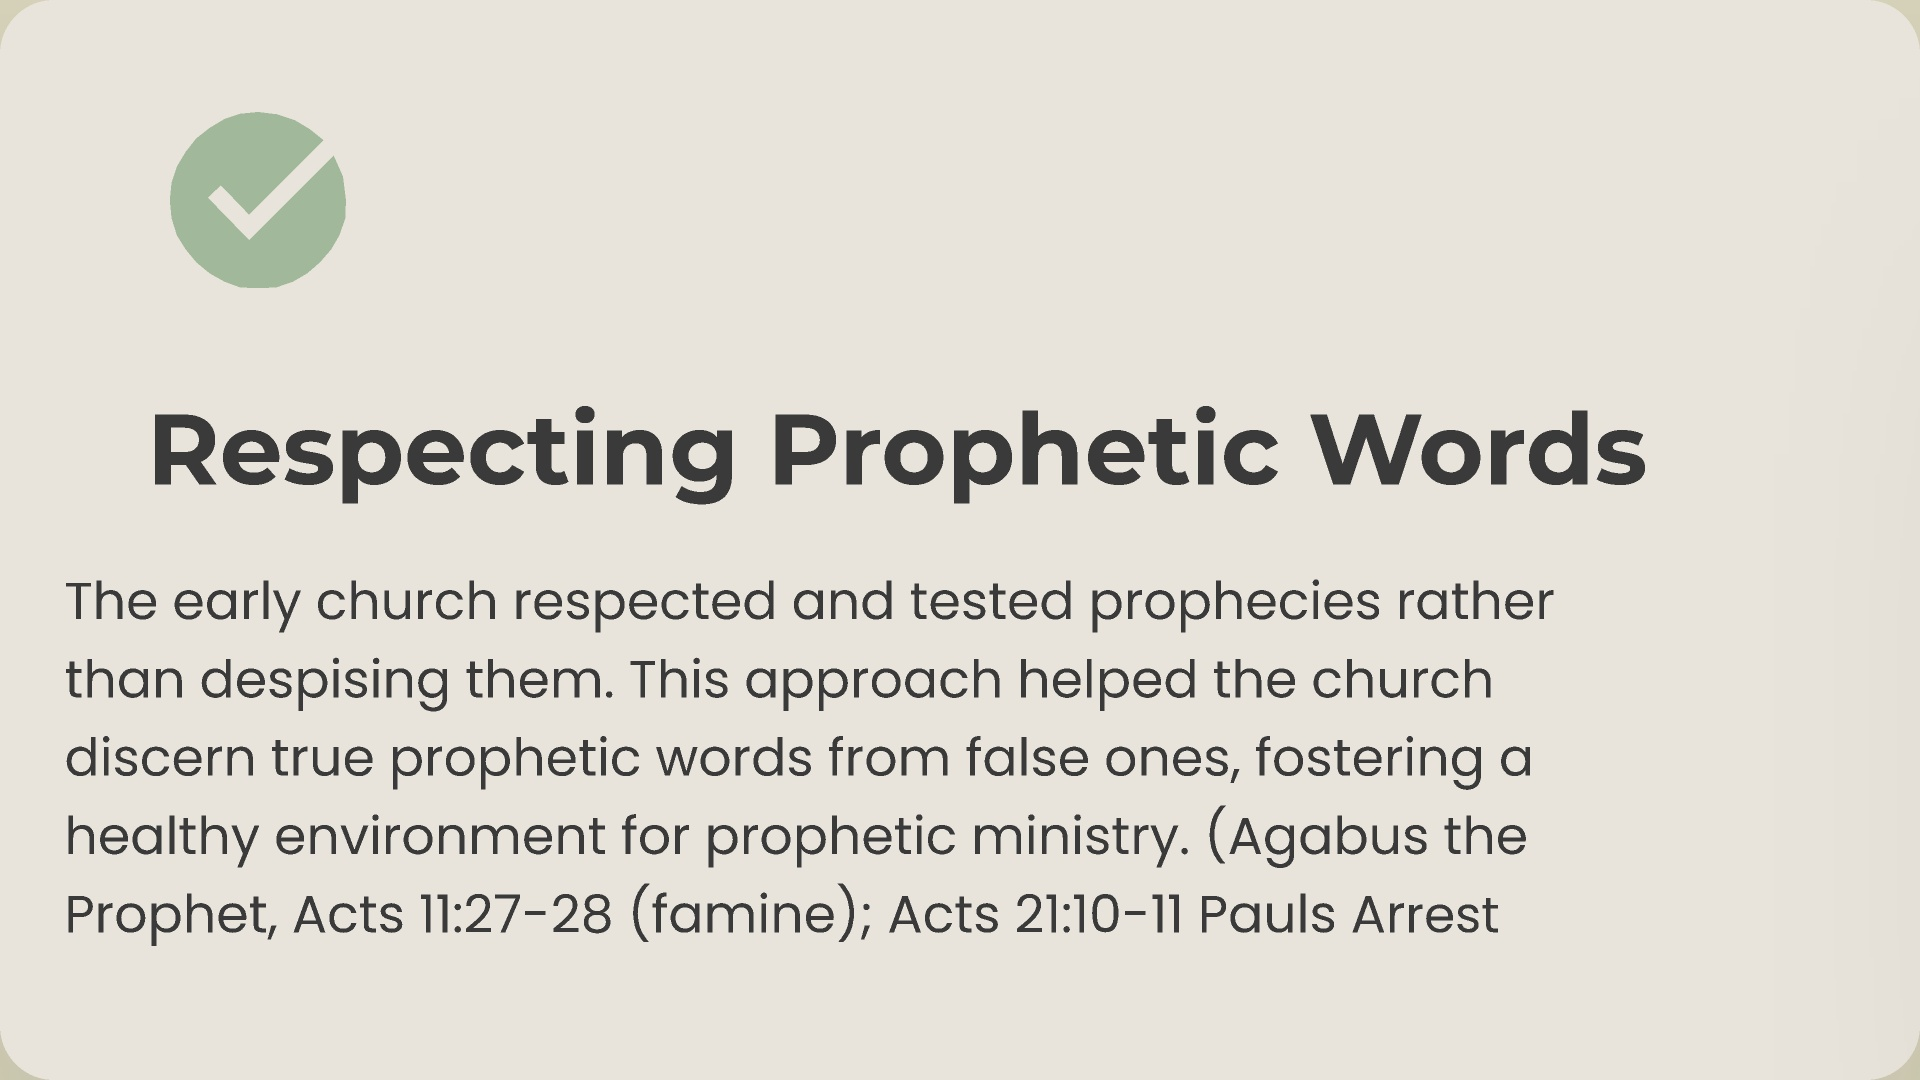 Respecting Prophetic Words
The early church respected and tested prophecies rather
than despising them. This approach helped the church
discern true prophetic words from false ones, fostering a
healthy environment for prophetic ministry. (Agabus the
Prophet, Acts 11:27-28 (famine); Acts 21:10-11 Pauls Arrest